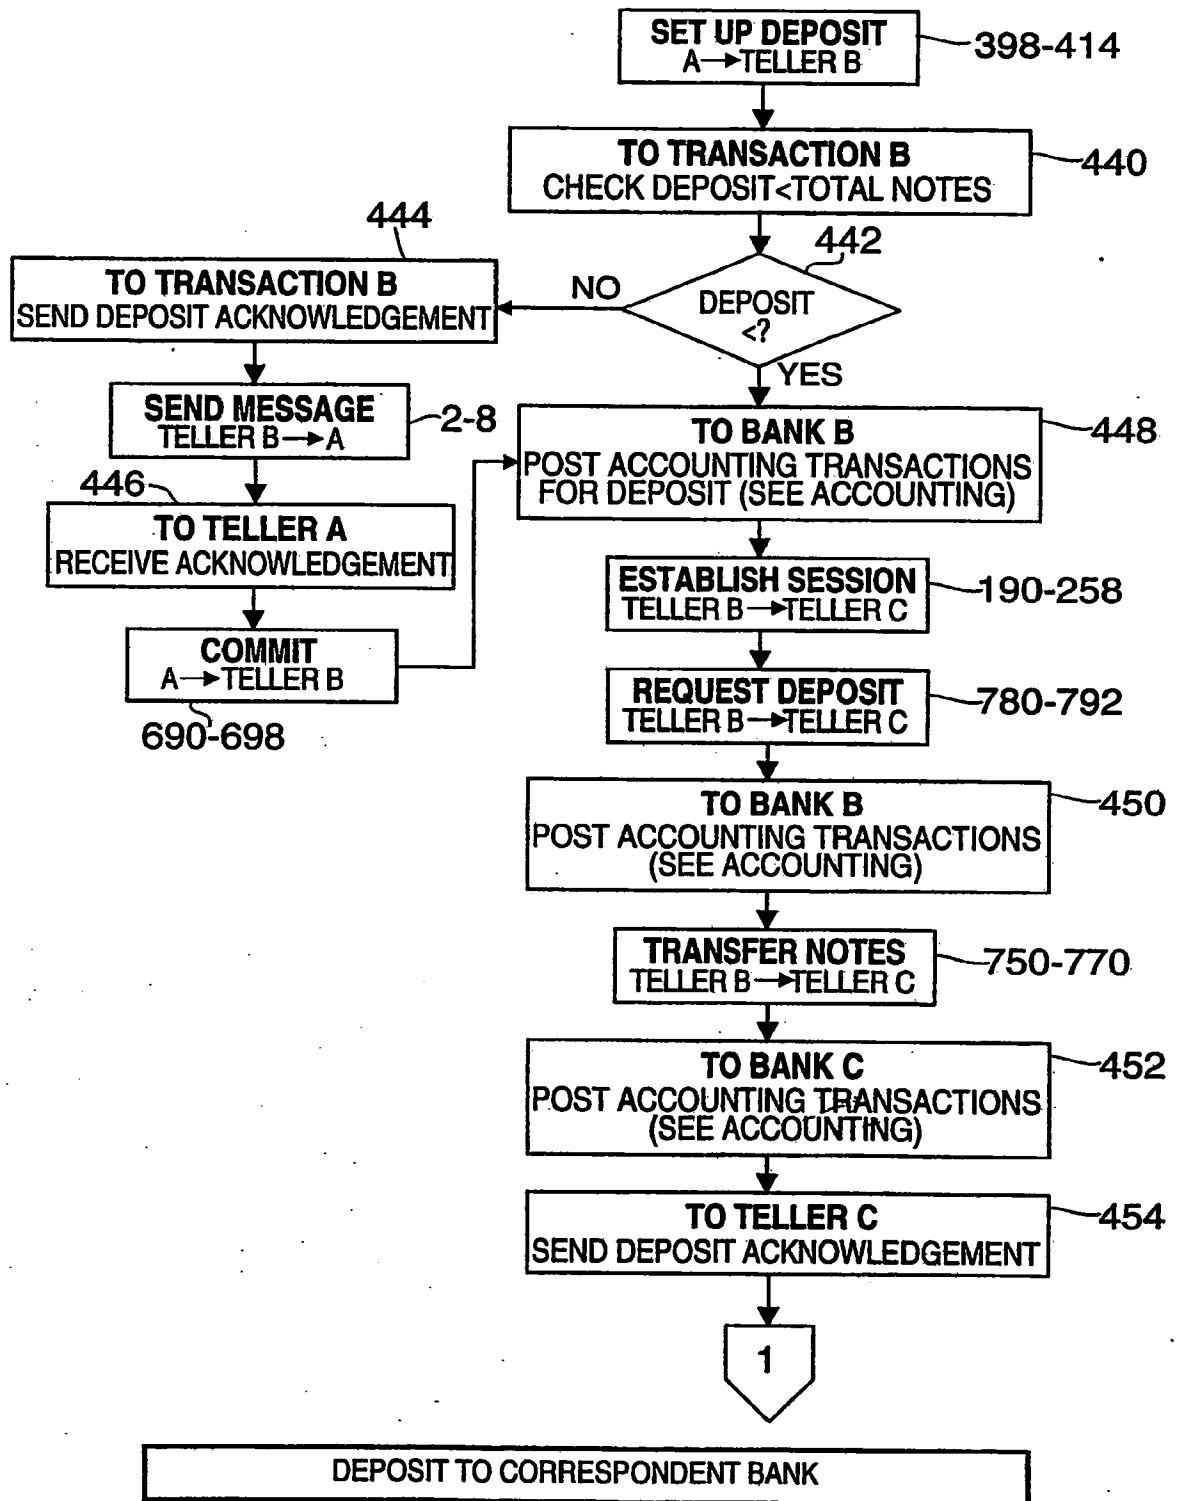 SET UP DEPOSIT
A→TELLER B
398-414
TO TRANSACTION B
CHECK DEPOSIT<TOTAL NOTES
440
442
DEPOSIT
<?
NO
YES
444
TO TRANSACTION B
SEND DEPOSIT ACKNOWLEDGEMENT
SEND MESSAGE
TELLER B→A
2-8
446
TO TELLER A
RECEIVE ACKNOWLEDGEMENT
COMMIT
A→TELLER B
690-698
TO BANK B
POST ACCOUNTING TRANSACTIONS
FOR DEPOSIT (SEE ACCOUNTING)
448
ESTABLISH SESSION
TELLER B→TELLER C
190-258
REQUEST DEPOSIT
TELLER B→TELLER C
780-792
TO BANK B
POST ACCOUNTING TRANSACTIONS
(SEE ACCOUNTING)
450
TRANSFER NOTES
TELLER B→TELLER C
750-770
TO BANK C
POST ACCOUNTING TRANSACTIONS
(SEE ACCOUNTING)
452
TO TELLER C
SEND DEPOSIT ACKNOWLEDGEMENT
454
1
DEPOSIT TO CORRESPONDENT BANK